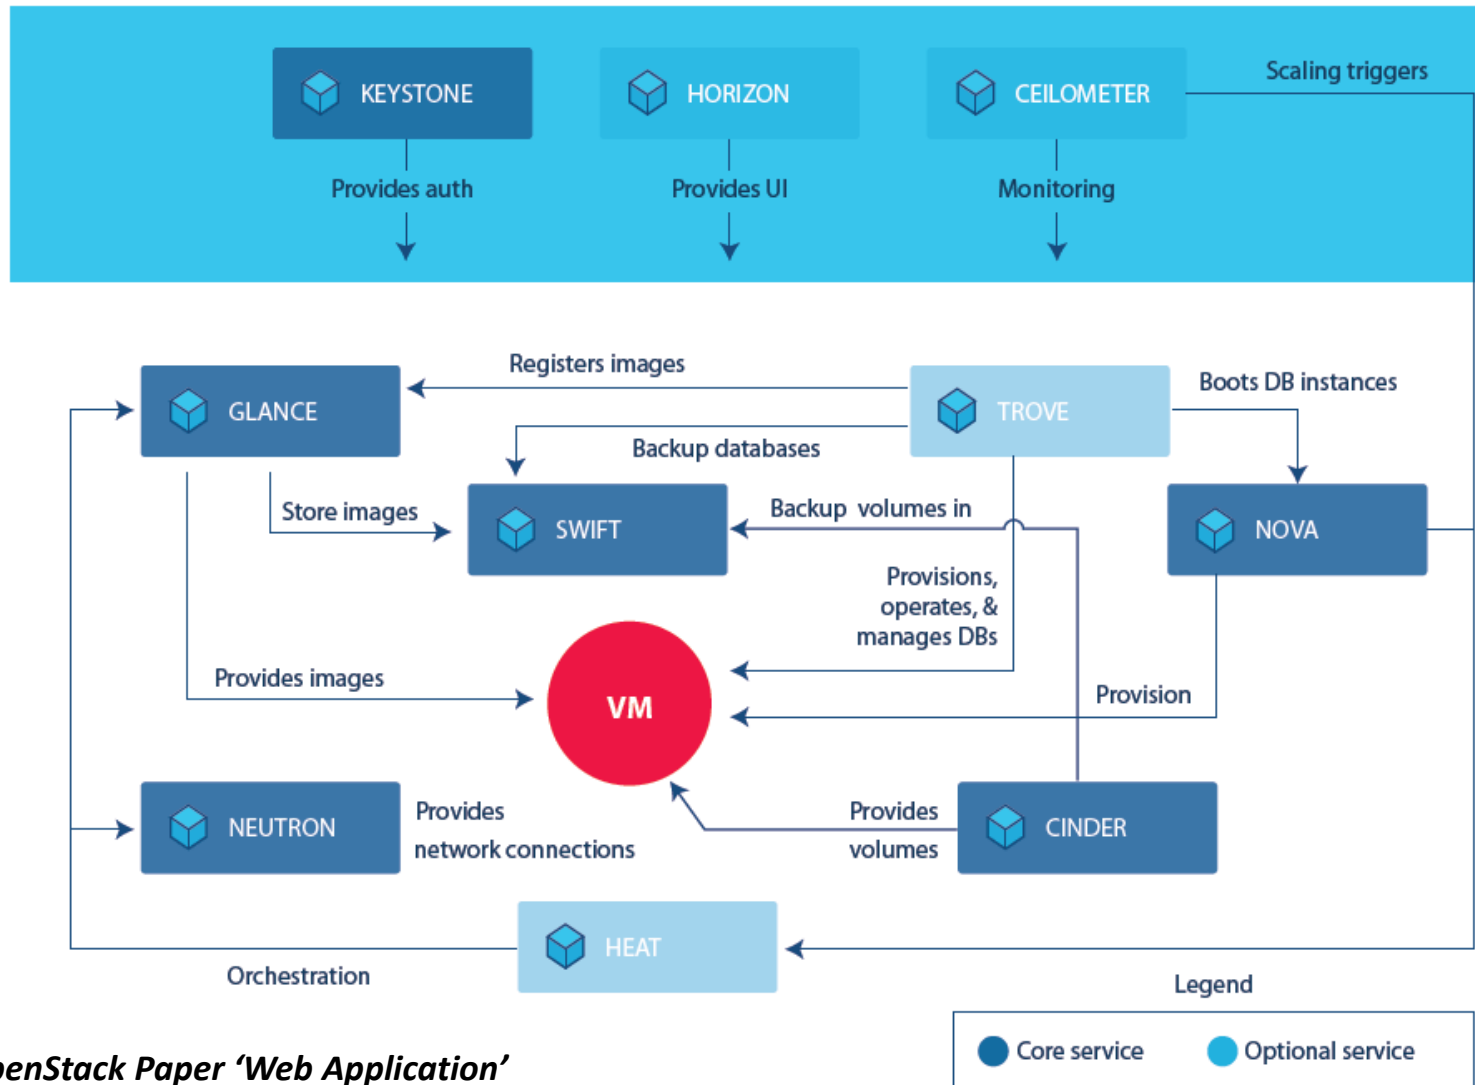 KEYSTONE
HORIZON
CEILOMETER
Scaling triggers
Provides auth
Provides UI
Monitoring
Registers images
GLANCE
TROVE
Boots DB instances
Backup databases
Store images
SWIFT
Backup volumes in
NOVA
Provisions,
operates, &
manages DBs
Provides images
VM
Provision
NEUTRON
Provides
network connections
Provides
volumes
CINDER
HEAT
Orchestration
Legend
Core service
Optional service
penStack Paper ‘Web Application’